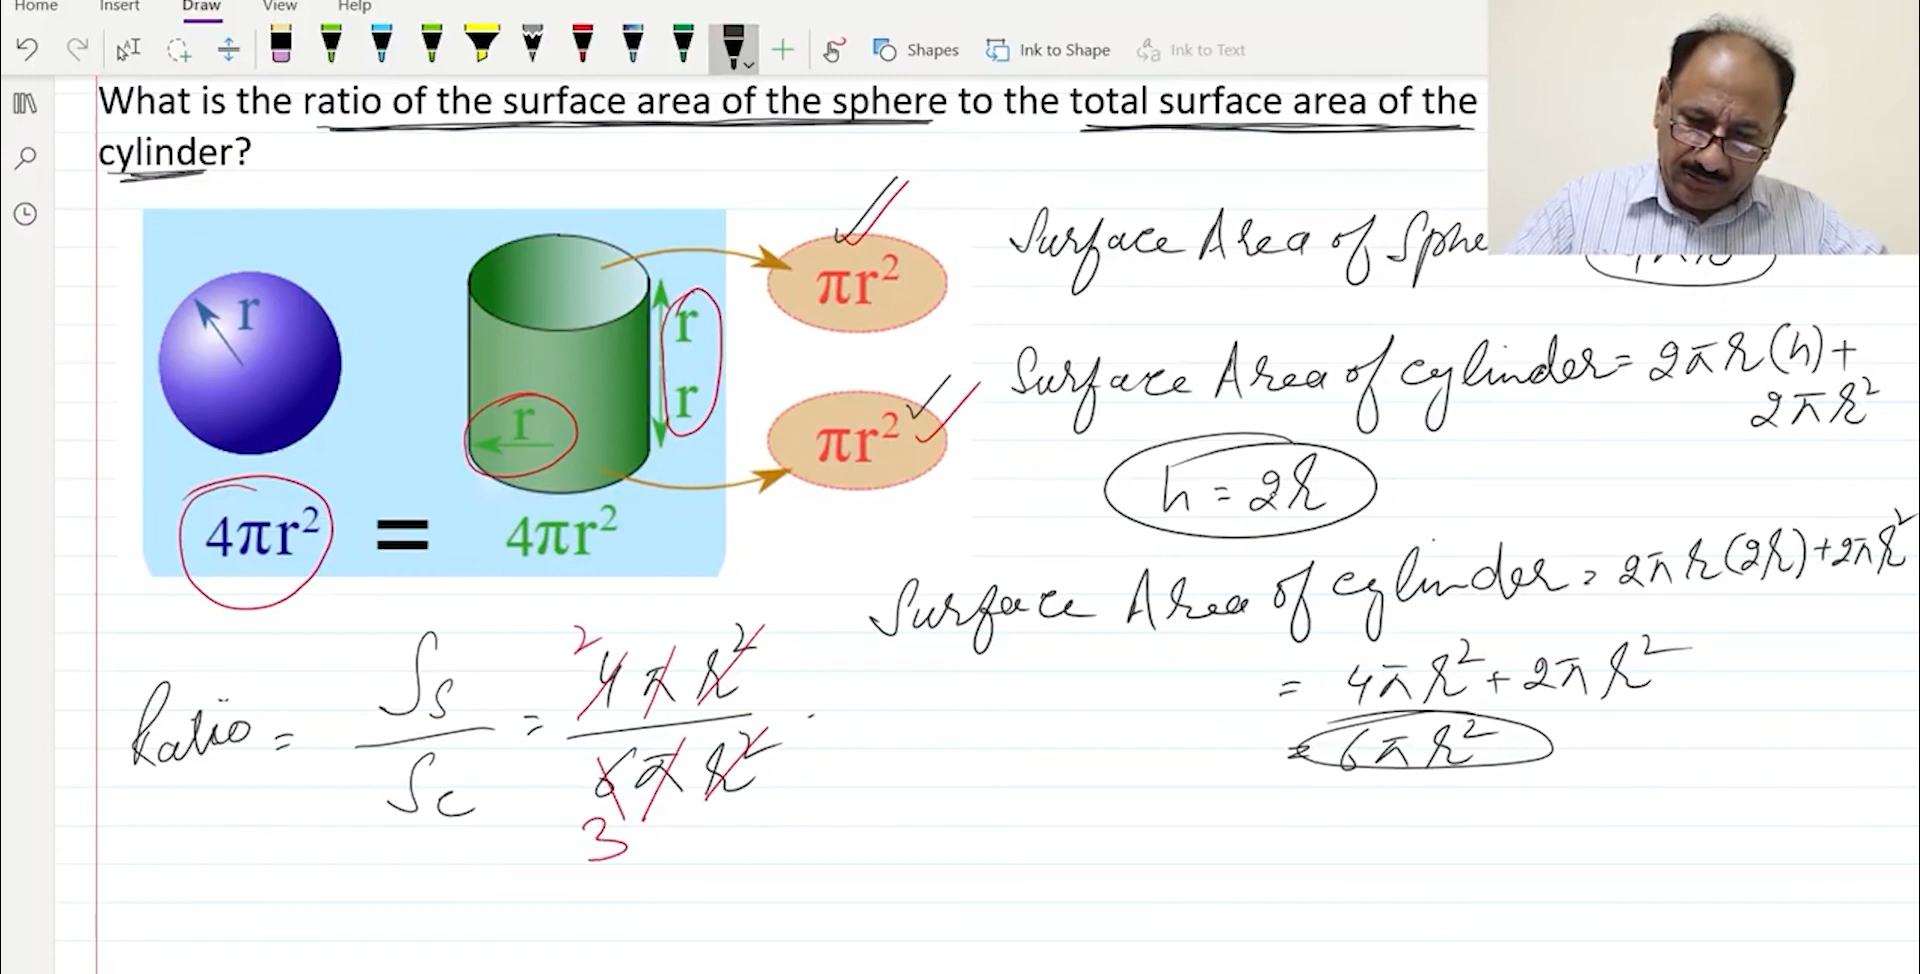 Home Insert Draw View Help
Shapes Ink to Shape Ink to Text
What is the ratio of the surface area of the sphere to the total surface area of the
cylinder?
r
r
r
r
πr²
πr²
4πr² = 4πr²
Surface Area of Sphe
Surface Area of cylinder = 2πr(h) +
2πr²
h = 2r
Surface Area of cylinder = 2πr(2r) + 2πr²
= 4πr² + 2πr²
= 6πr²
Ratio = Ss / Sc = 4πr² / 6πr²
2
3